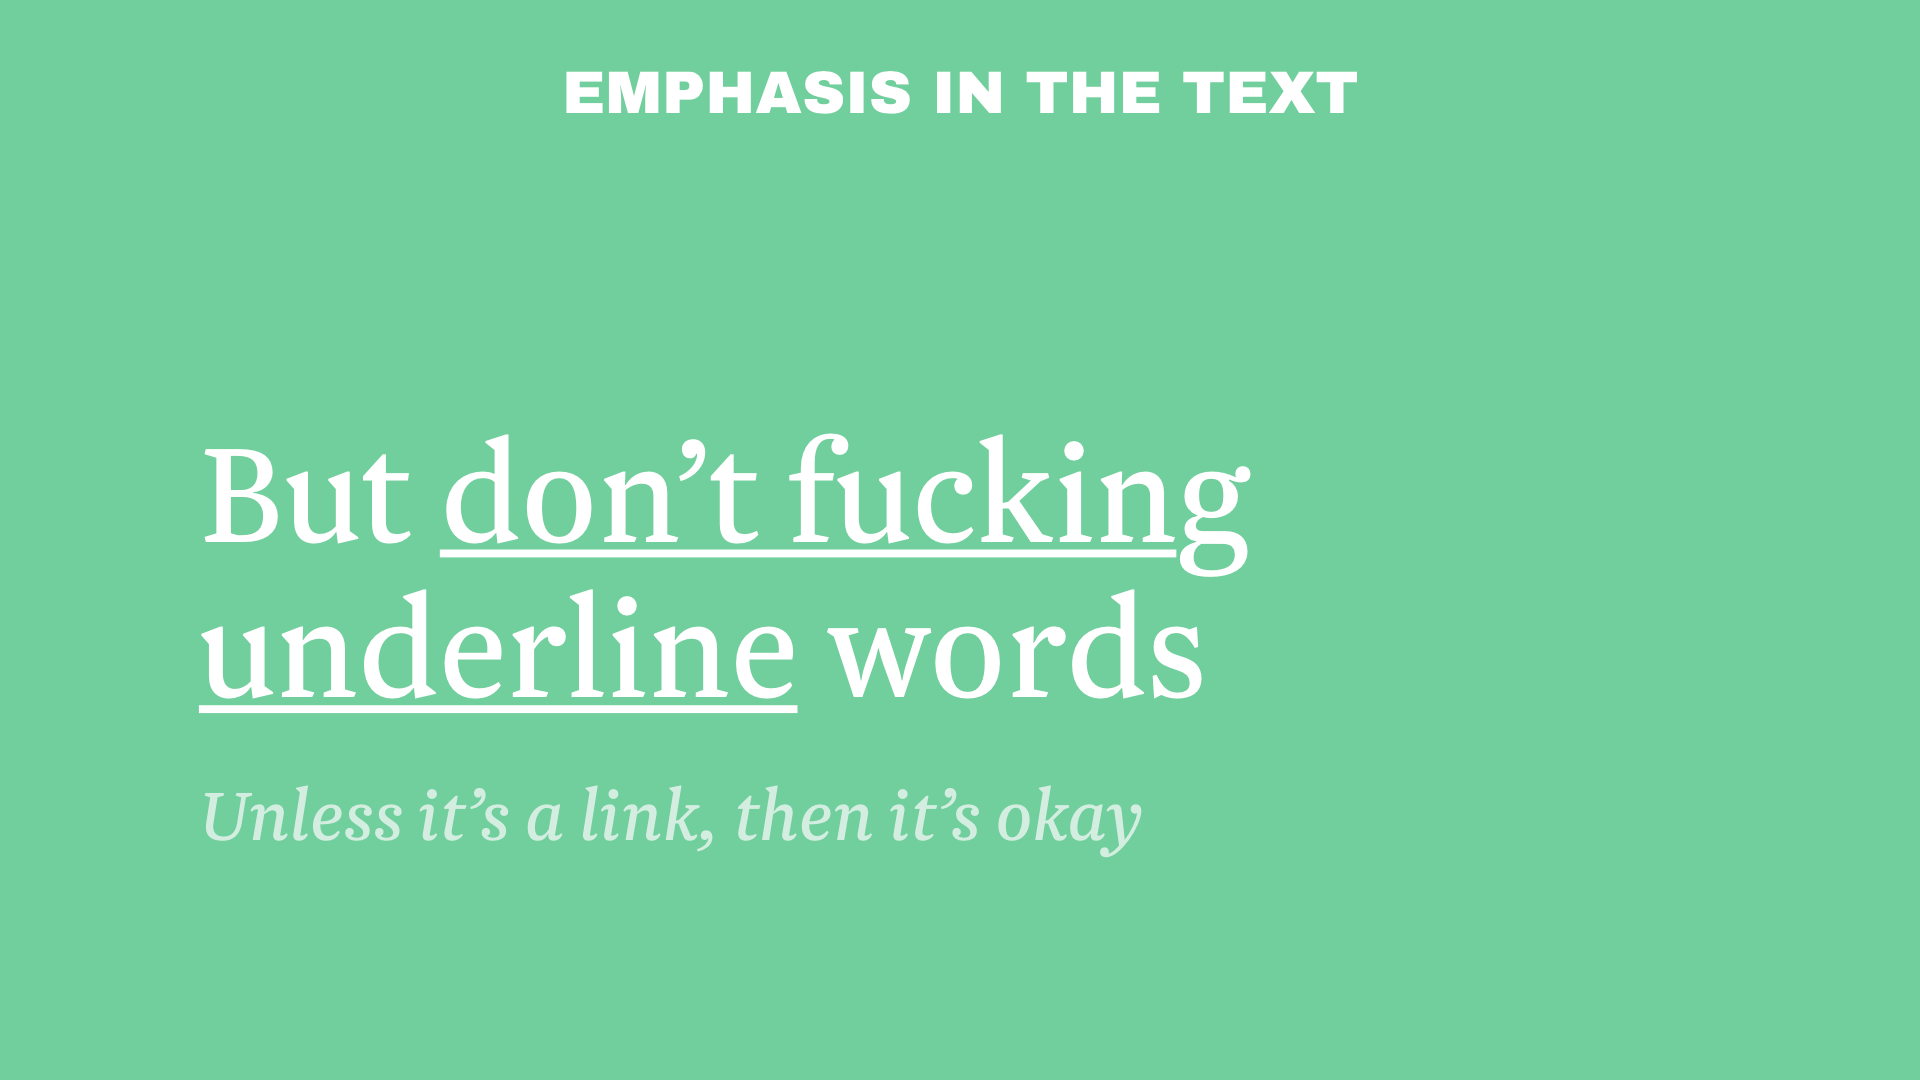 EMPHASIS IN THE TEXT
But don’t fucking
underline words
Unless it’s a link, then it’s okay